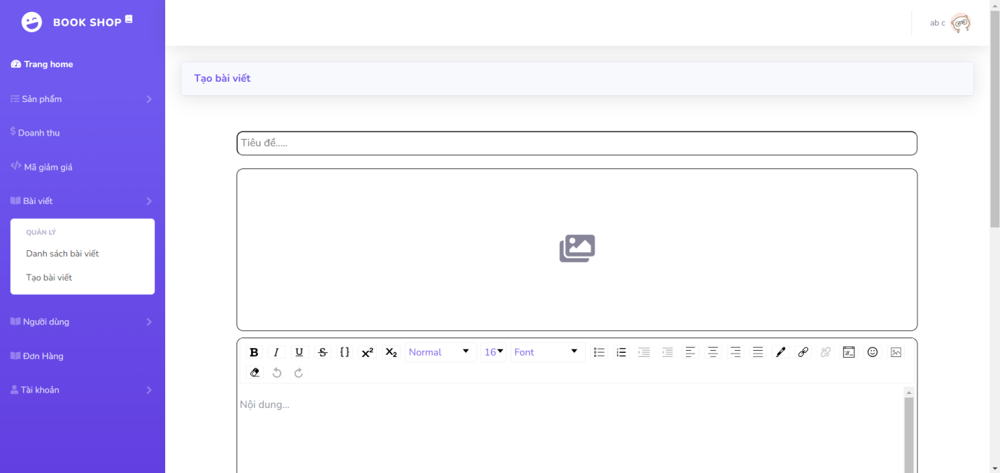 BOOK SHOP
ab c
Trang home
Tạo bài viết
Sản phẩm
Doanh thu
Mã giảm giá
Bài viết
QUẢN LÝ
Danh sách bài viết
Tạo bài viết
Người dùng
Đơn Hàng
Tài khoản
Tiêu đề.....
B I U S {} X² X₂ Normal 16 Font
Nội dung...